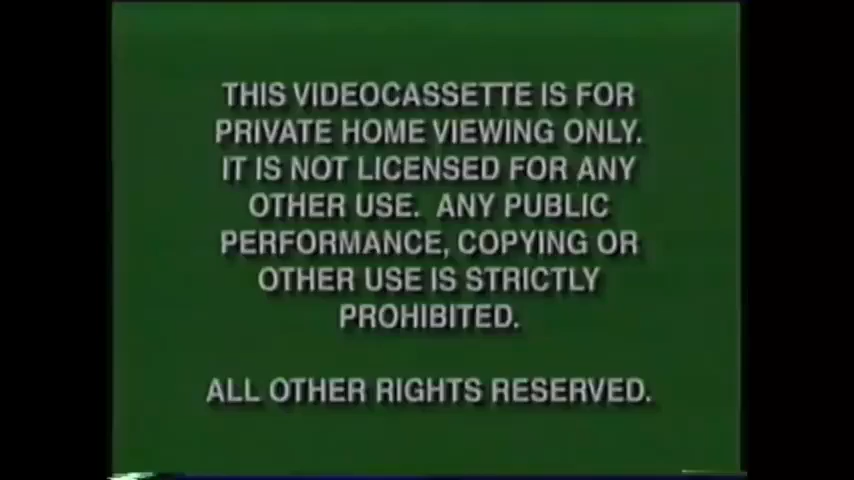 THIS VIDEOCASSETTE IS FOR
PRIVATE HOME VIEWING ONLY.
IT IS NOT LICENSED FOR ANY
OTHER USE. ANY PUBLIC
PERFORMANCE, COPYING OR
OTHER USE IS STRICTLY
PROHIBITED.
ALL OTHER RIGHTS RESERVED.